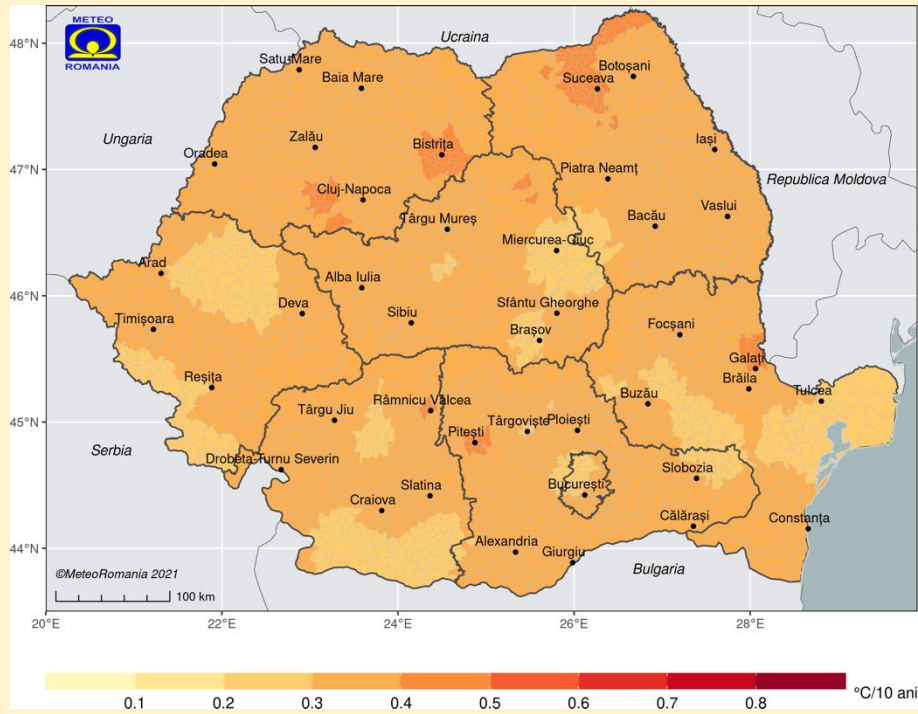 METEO
ROMANIA
Ucraina
48°N
Satu-Mare
Baia Mare
Botoșani
Suceava
Ungaria
Zalău
Bistrița
Iași
47°N
Oradea
Piatra Neamț
Republica Moldova
Cluj-Napoca
Târgu Mureș
Bacău
Vaslui
Miercurea-Ciuc
Arad
46°N
Alba Iulia
Deva
Sfântu Gheorghe
Timișoara
Sibiu
Brașov
Focșani
Galați
Reșița
Brăila
Tulcea
Râmnicu Vâlcea
Buzău
45°N
Târgu Jiu
Târgoviște
Ploiești
Pitești
Serbia
Drobeta-Turnu Severin
Slobozia
Slatina
București
Craiova
Călărași
Constanța
44°N
Alexandria
Giurgiu
Bulgaria
©MeteoRomania 2021
100 km
20°E 22°E 24°E 26°E 28°E
0.1 0.2 0.3 0.4 0.5 0.6 0.7 0.8 °C/10 ani